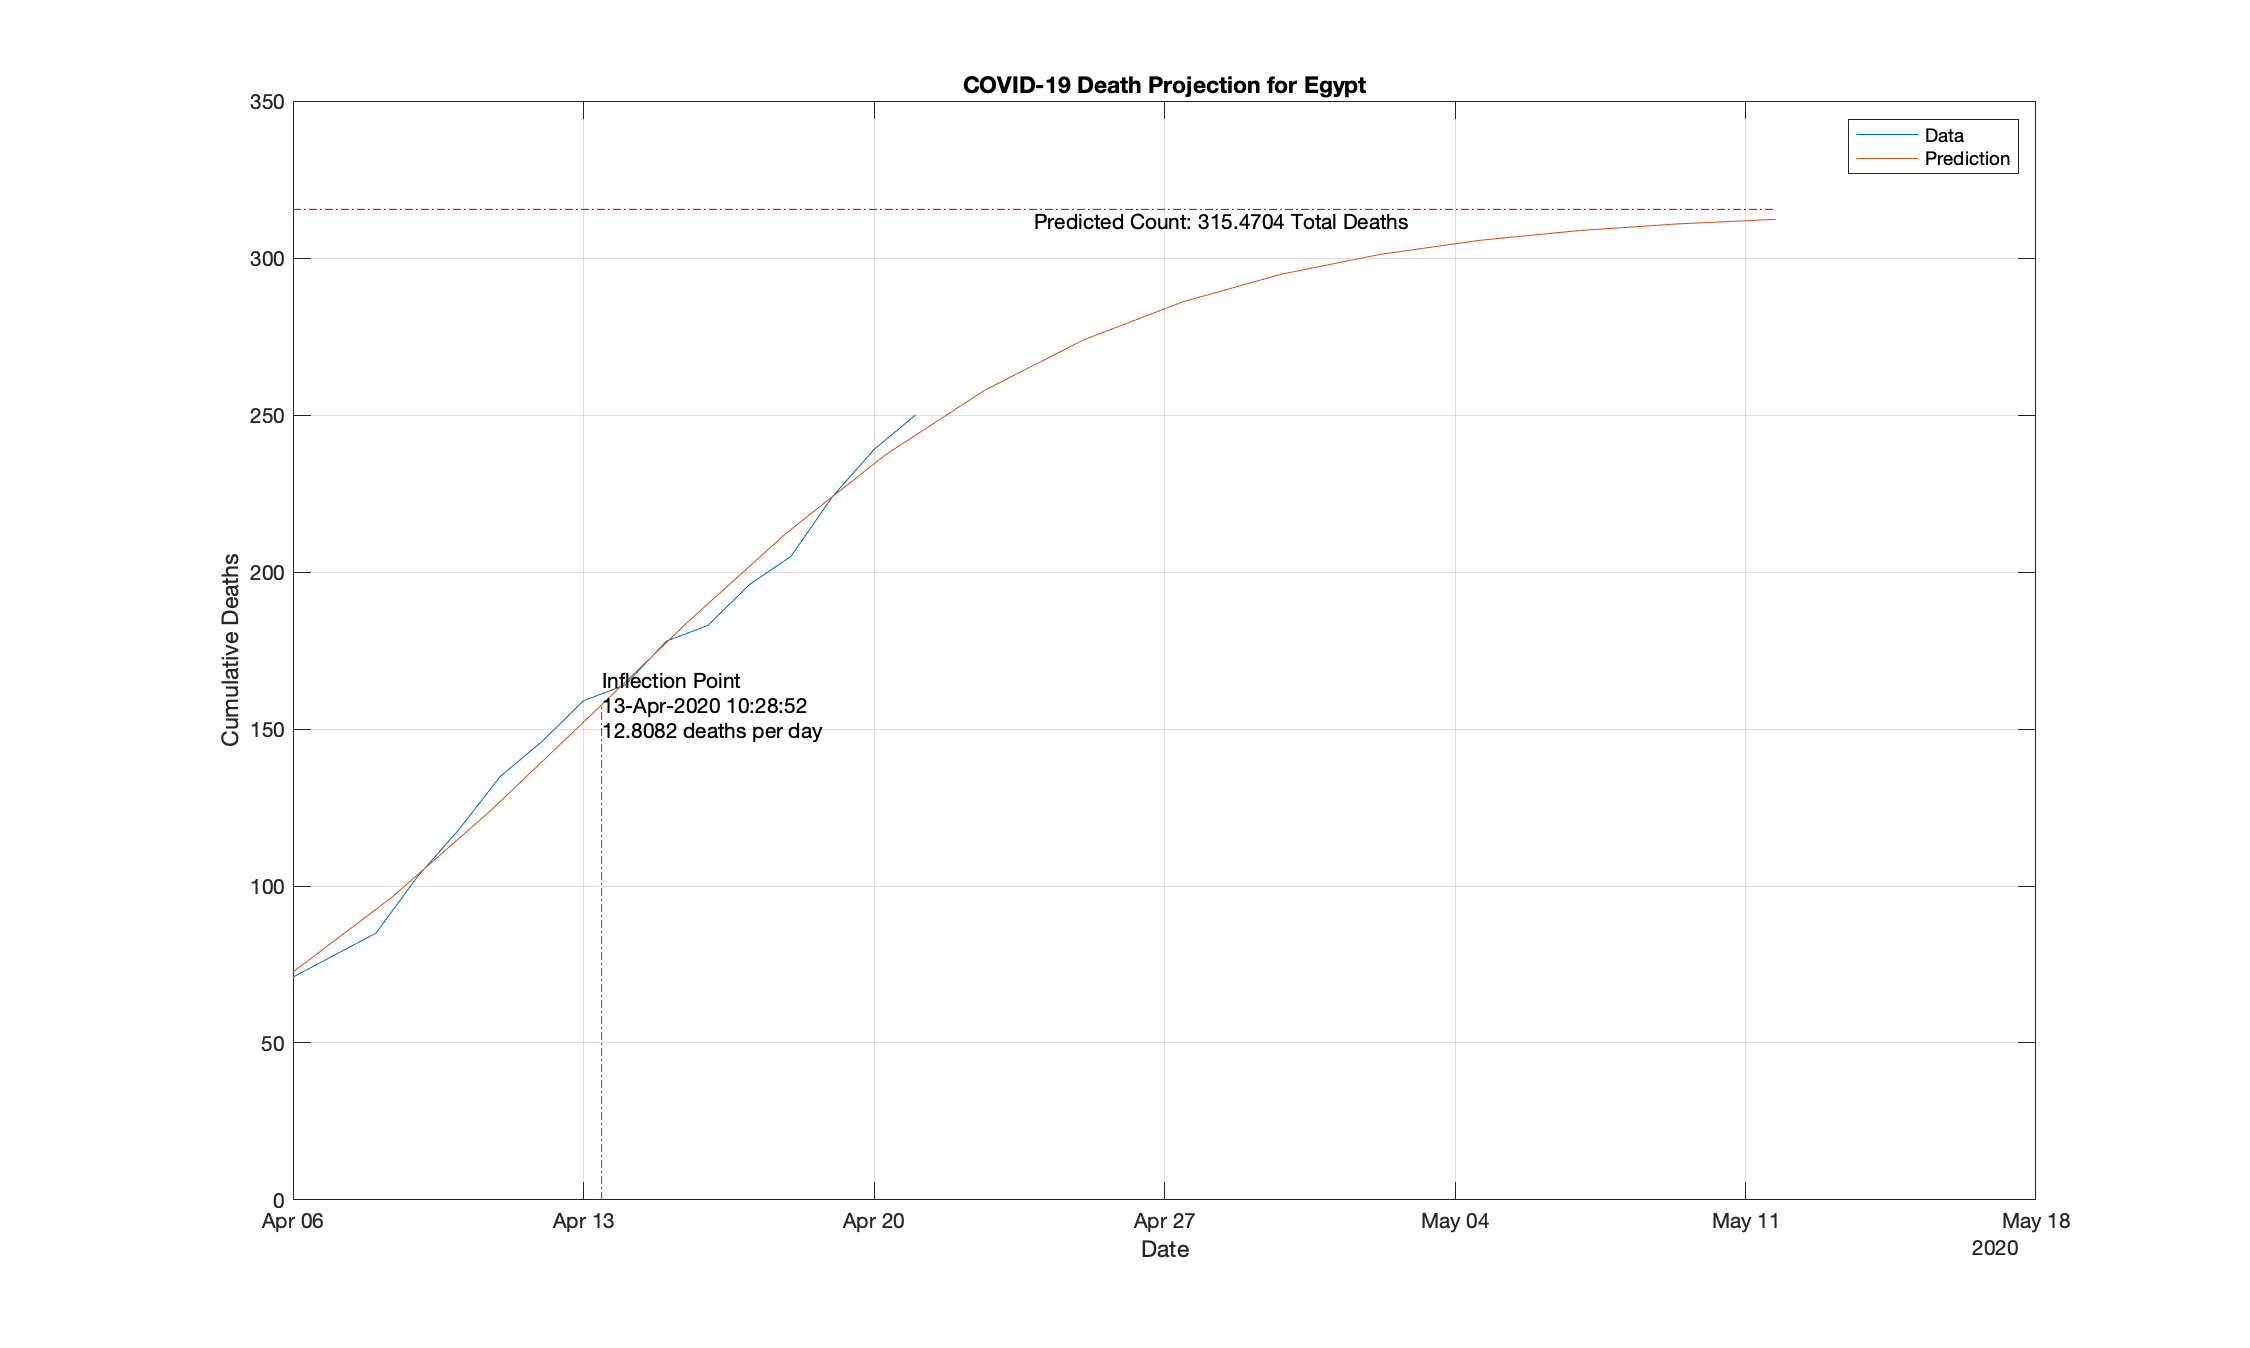 COVID-19 Death Projection for Egypt
350
300
250
200
150
100
50
0
Cumulative Deaths
Data
Prediction
Predicted Count: 315.4704 Total Deaths
Inflection Point
13-Apr-2020 10:28:52
12.8082 deaths per day
Apr 06
Apr 13
Apr 20
Apr 27
May 04
May 11
May 18
Date
2020